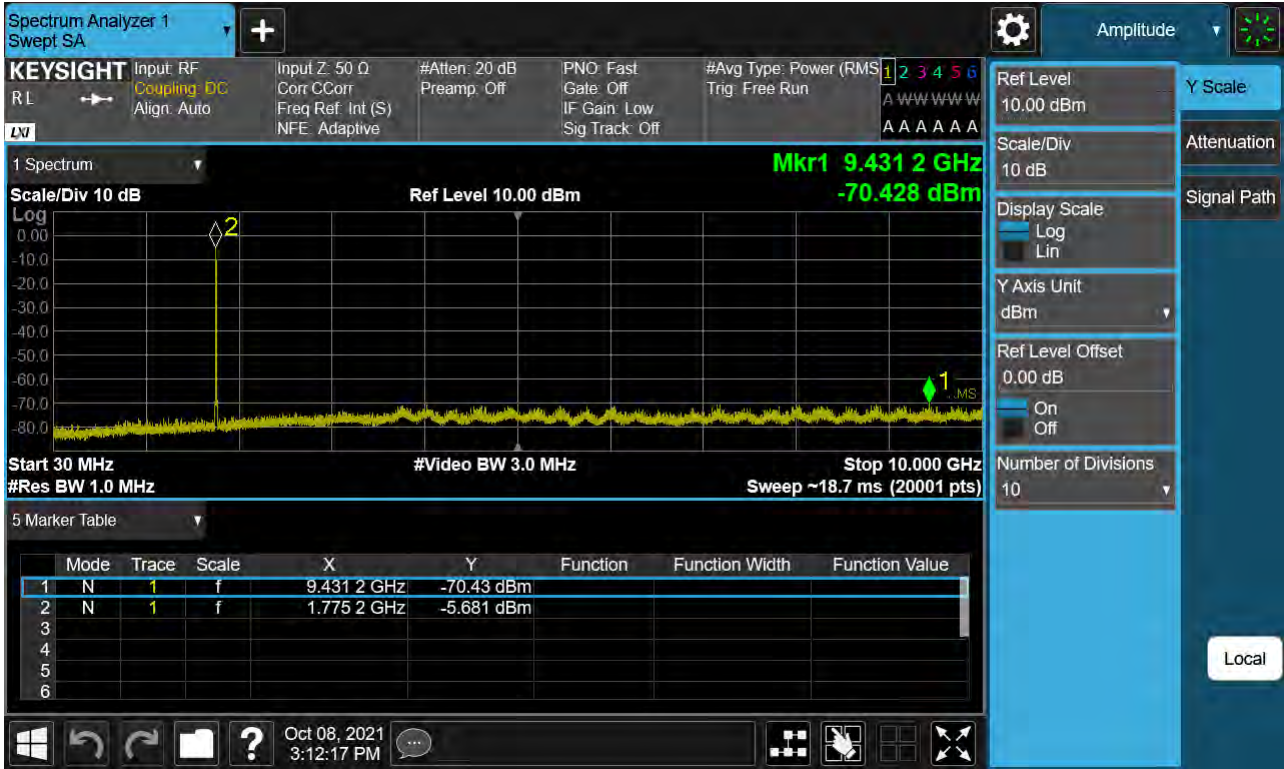 Spectrum Analyzer 1
Swept SA
+
Amplitude
KEYSIGHT
RL
LXI
Input: RF
Coupling: DC
Align: Auto
Input Z: 50 Ω
Corr CCorr
Freq Ref: Int (S)
NFE: Adaptive
#Atten: 20 dB
Preamp: Off
PNO: Fast
Gate: Off
IF Gain: Low
Sig Track: Off
#Avg Type: Power (RMS
Trig: Free Run
1 2 3 4 5 6
A W W W W W
A A A A A A
1 Spectrum
Scale/Div 10 dB
Ref Level 10.00 dBm
Mkr1 9.431 2 GHz
-70.428 dBm
Log
0.00
-10.0
-20.0
-30.0
-40.0
-50.0
-60.0
-70.0
-80.0
2
1
Start 30 MHz
#Res BW 1.0 MHz
#Video BW 3.0 MHz
Stop 10.000 GHz
Sweep ~18.7 ms (20001 pts)
5 Marker Table
Mode Trace Scale X Y Function Function Width Function Value
1 N 1 f 9.431 2 GHz -70.43 dBm
2 N 1 f 1.775 2 GHz -5.681 dBm
3
4
5
6
Ref Level
10.00 dBm
Scale/Div
10 dB
Display Scale
Log
Lin
Y Axis Unit
dBm
Ref Level Offset
0.00 dB
On
Off
Number of Divisions
10
Y Scale
Attenuation
Signal Path
Local
?
Oct 08, 2021
3:12:17 PM